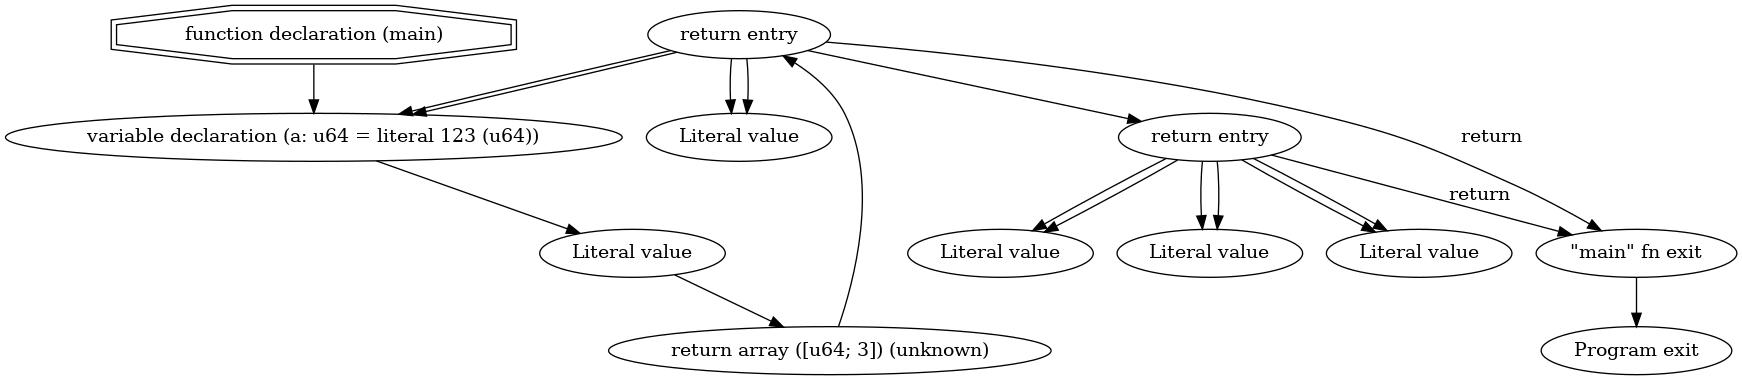 function declaration (main)
return entry
variable declaration (a: u64 = literal 123 (u64))
Literal value
return entry
return
return
Literal value
Literal value
Literal value
Literal value
"main" fn exit
return array ([u64; 3]) (unknown)
Program exit